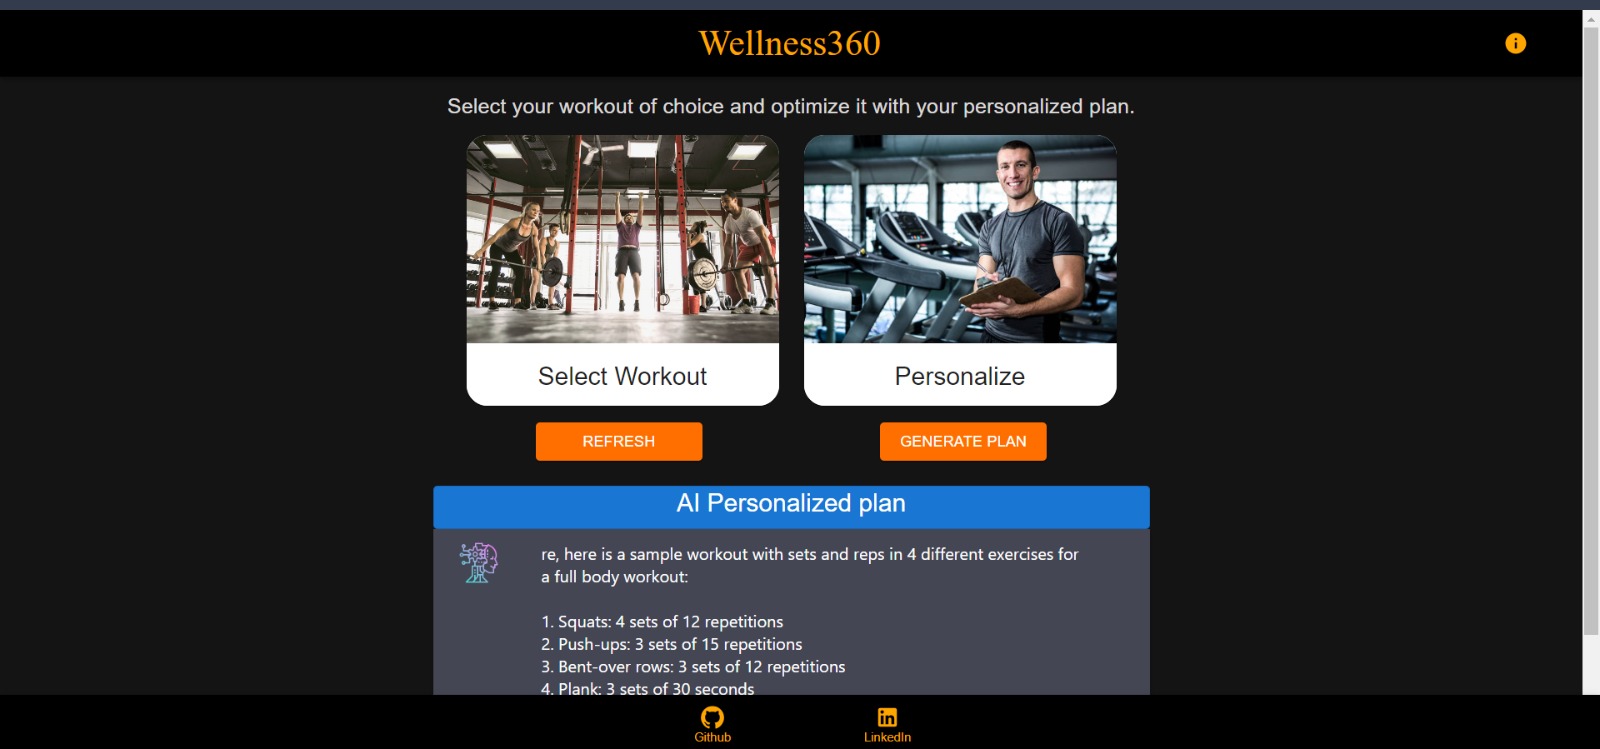 Wellness360
Select your workout of choice and optimize it with your personalized plan.
Select Workout
Personalize
REFRESH
GENERATE PLAN
AI Personalized plan
re, here is a sample workout with sets and reps in 4 different exercises for
a full body workout:
1. Squats: 4 sets of 12 repetitions
2. Push-ups: 3 sets of 15 repetitions
3. Bent-over rows: 3 sets of 12 repetitions
4. Plank: 3 sets of 30 seconds
Github
LinkedIn